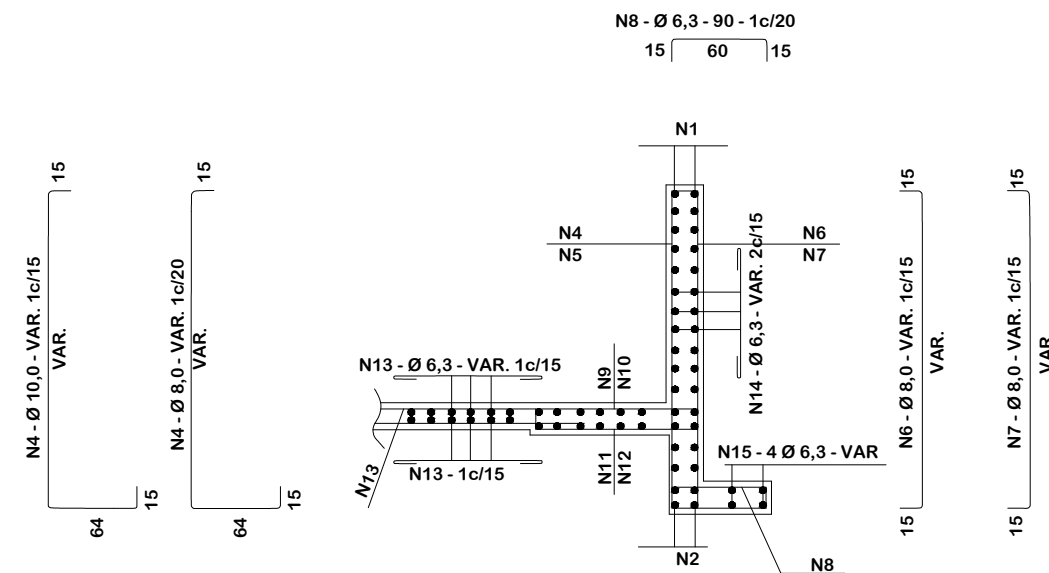 N8 - Ø 6,3 - 90 - 1c/20
15 60 15
N1
15
15
15
15
N4 - Ø 10,0 - VAR. 1c/15
VAR.
N4 - Ø 8,0 - VAR. 1c/20
VAR.
N4
N5
N6
N7
N14 - Ø 6,3 - VAR. 2c/15
N6 - Ø 8,0 - VAR. 1c/15
VAR.
N7 - Ø 8,0 - VAR. 1c/15
VAR
N13 - Ø 6,3 - VAR. 1c/15
N9
N10
N13
N13 - 1c/15
N11
N12
N15 - 4 Ø 6,3 - VAR
15
64
15
64
15
15
N2
N8